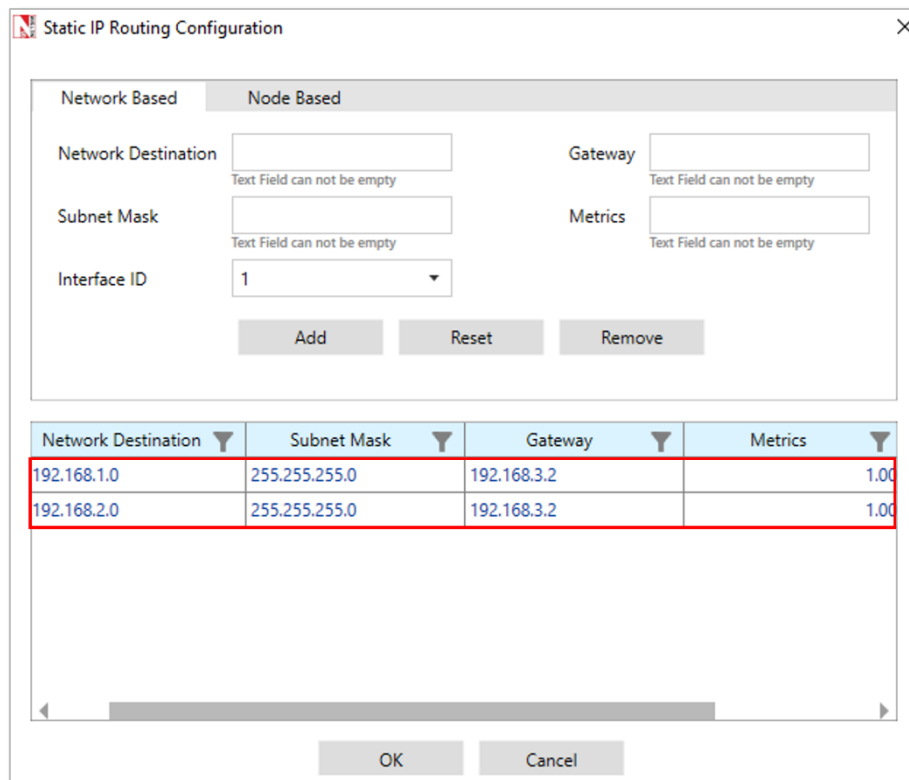 Static IP Routing Configuration
Network Based Node Based
Network Destination Gateway
Text Field can not be empty Text Field can not be empty
Subnet Mask Metrics
Text Field can not be empty Text Field can not be empty
Interface ID 1
Add Reset Remove
Network Destination Subnet Mask Gateway Metrics
192.168.1.0 255.255.255.0 192.168.3.2 1.00
192.168.2.0 255.255.255.0 192.168.3.2 1.00
OK Cancel